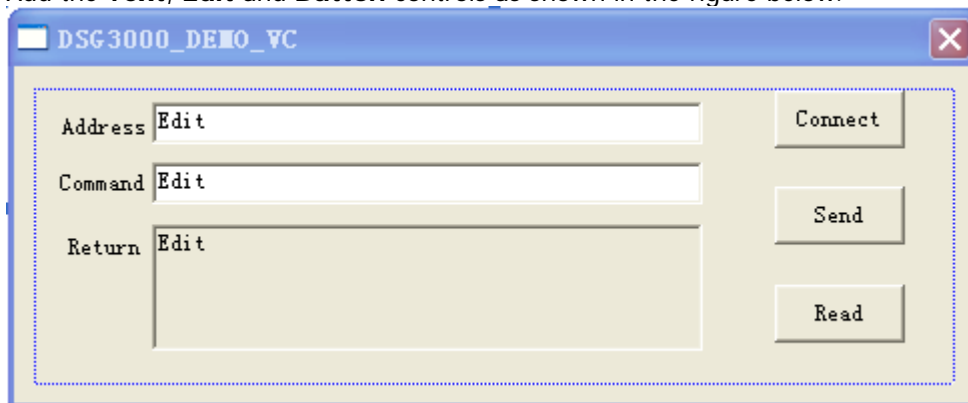 Add the Text, Edit and Button controls as shown in the figure below.
DSG3000_DEMO_VC
Address Edit Connect
Command Edit
Send
Return Edit
Read